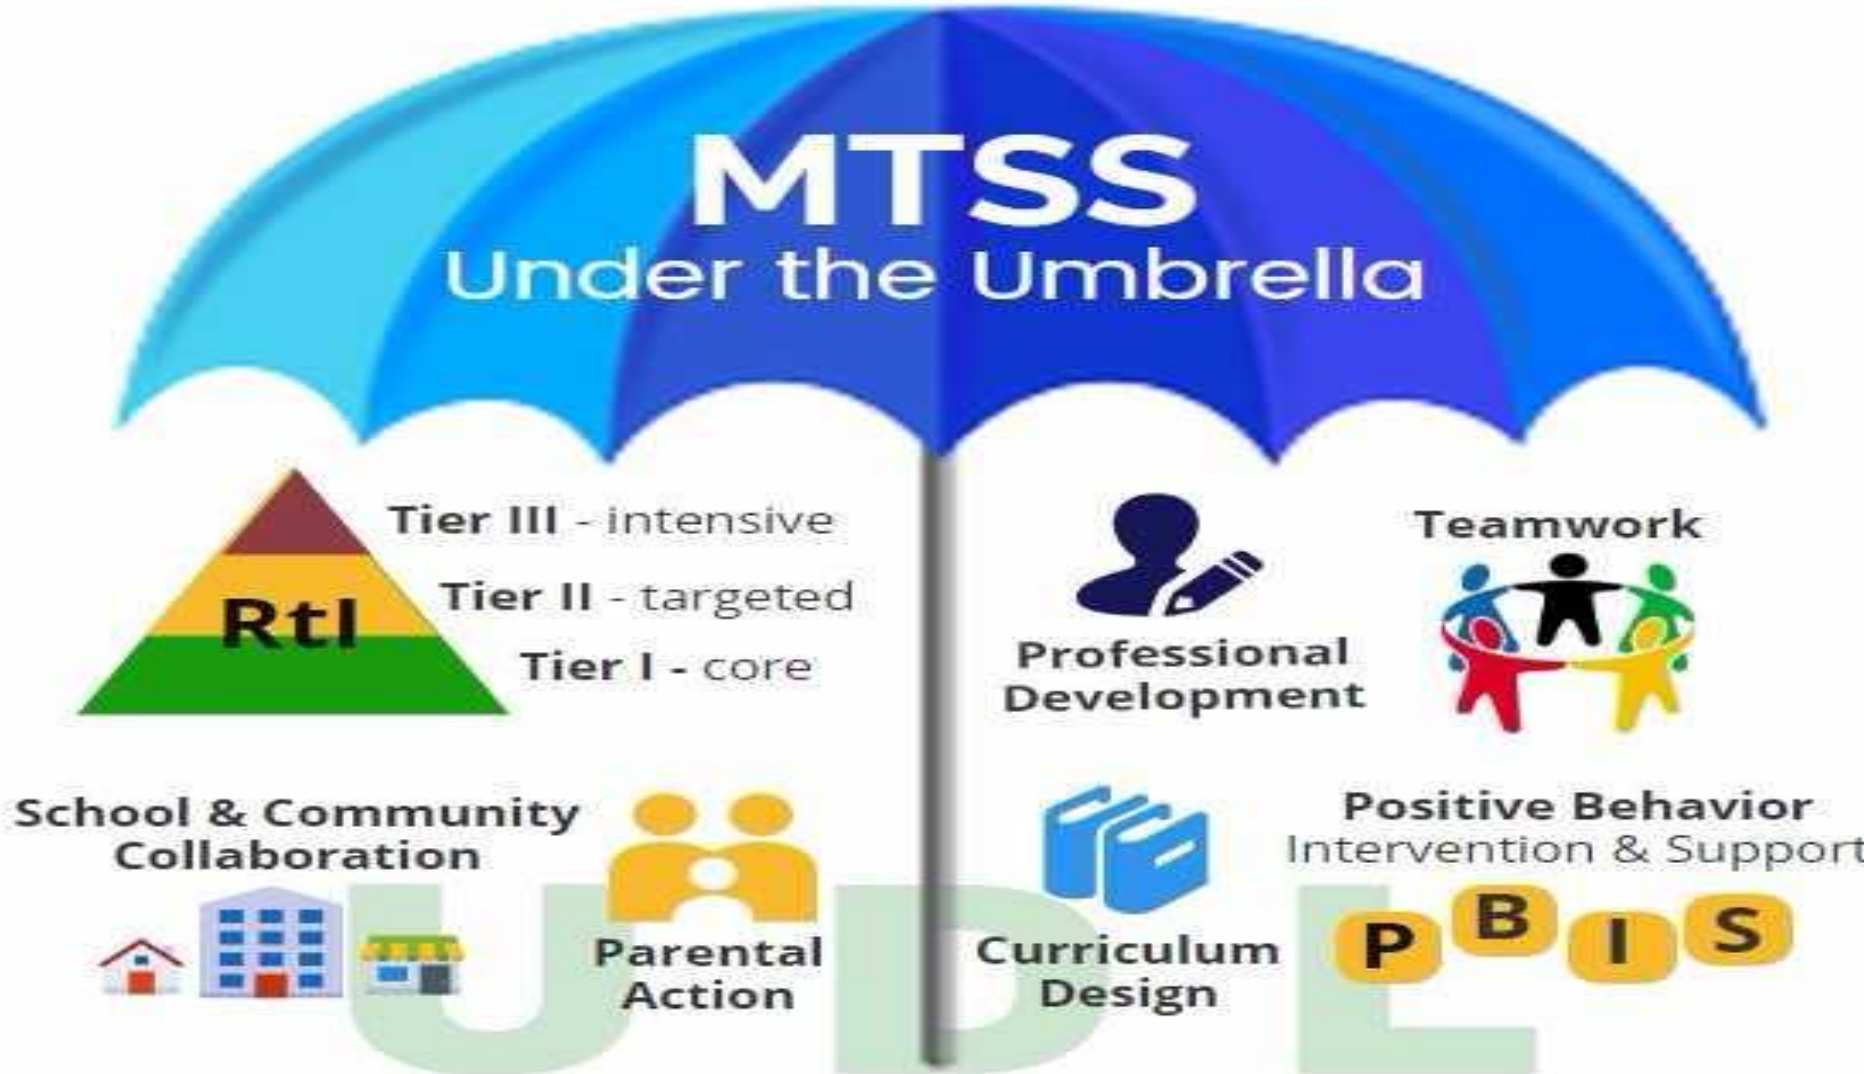 MTSS
Under the Umbrella
Tier III - intensive
Tier II - targeted
Tier I - core
RtI
Professional
Development
Teamwork
School & Community
Collaboration
Parental
Action
Curriculum
Design
Positive Behavior
Intervention & Support
P B I S
UDL